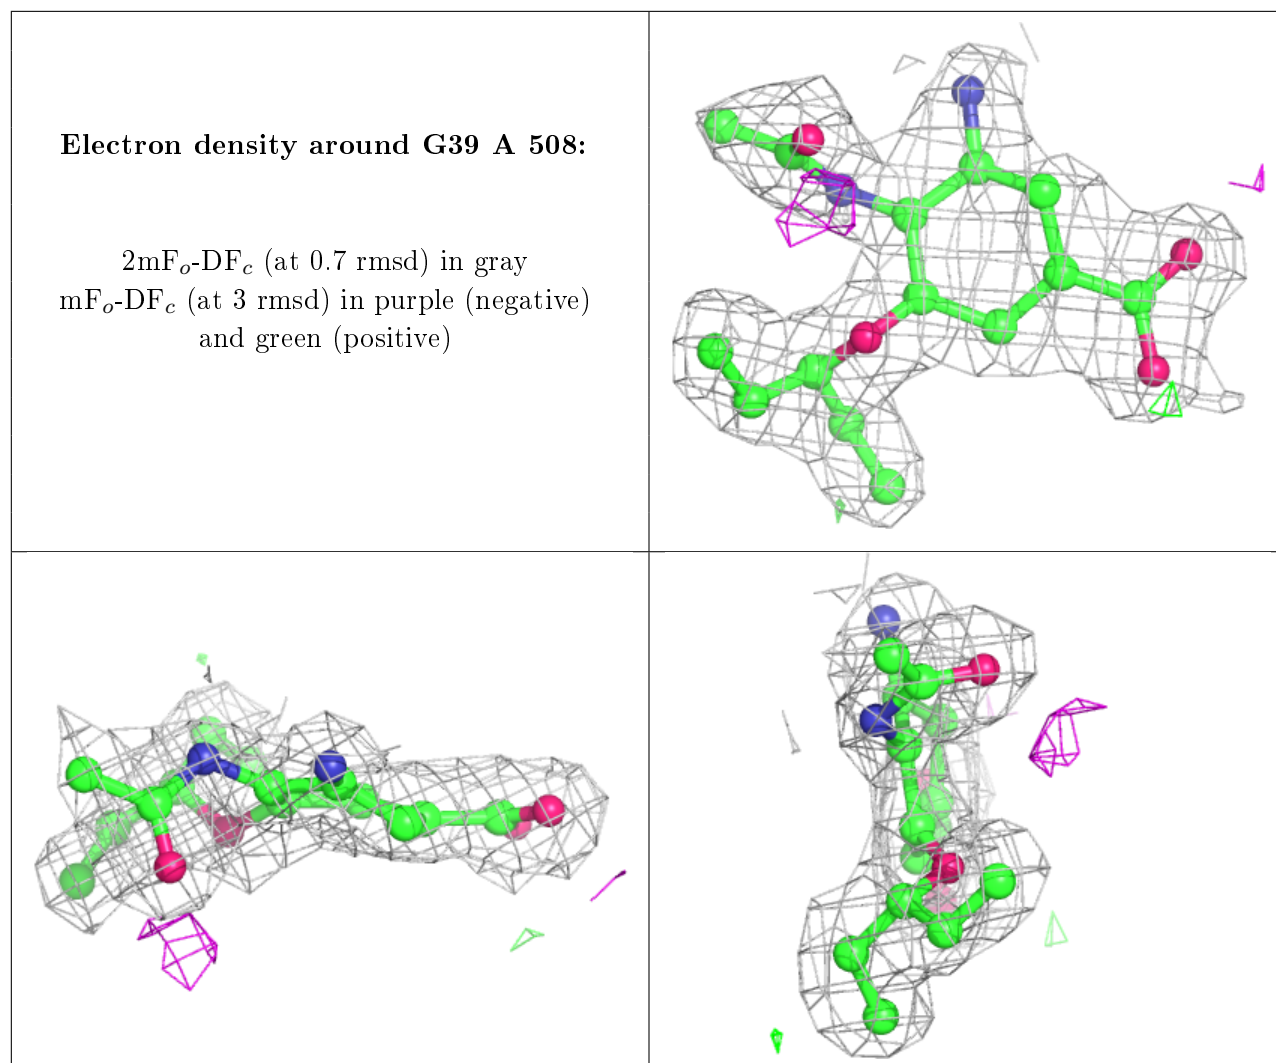 Electron density around G39 A 508:
2mFₒ-DF𝒸 (at 0.7 rmsd) in gray
mFₒ-DF𝒸 (at 3 rmsd) in purple (negative)
and green (positive)